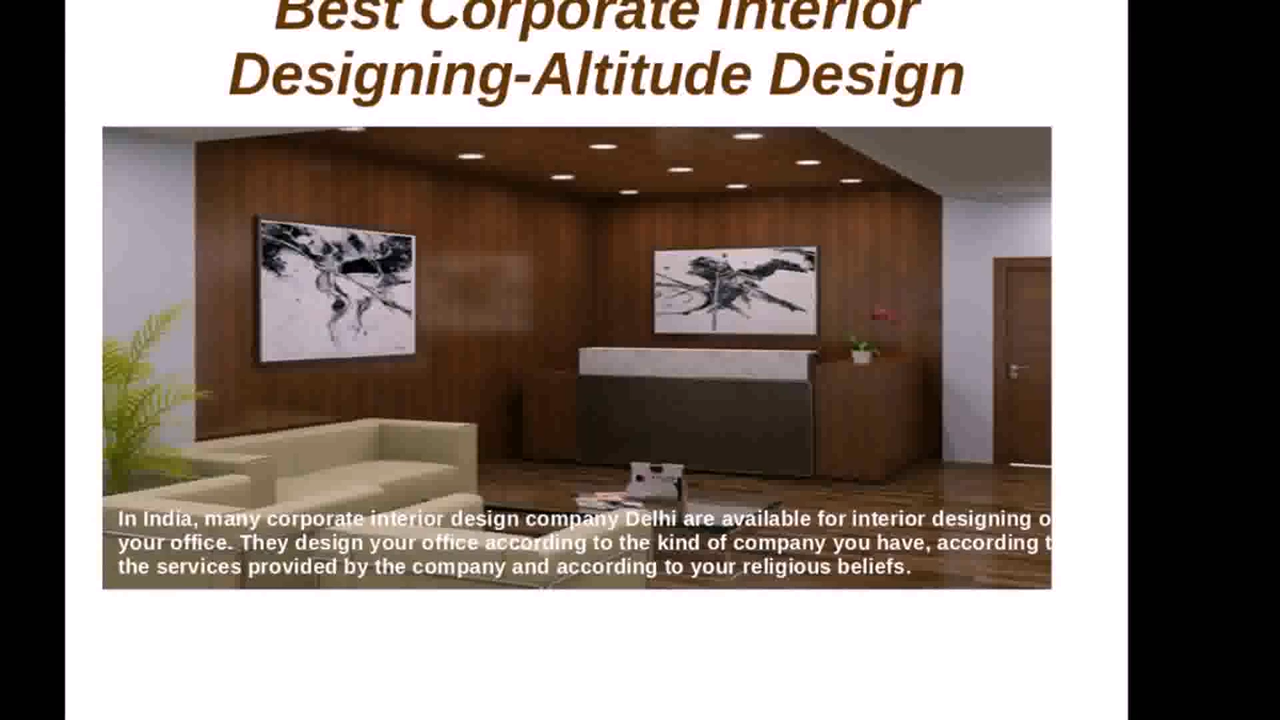 Best Corporate Interior
Designing-Altitude Design
In India, many corporate interior design company Delhi are available for interior designing o
your office. They design your office according to the kind of company you have, according t
the services provided by the company and according to your religious beliefs.